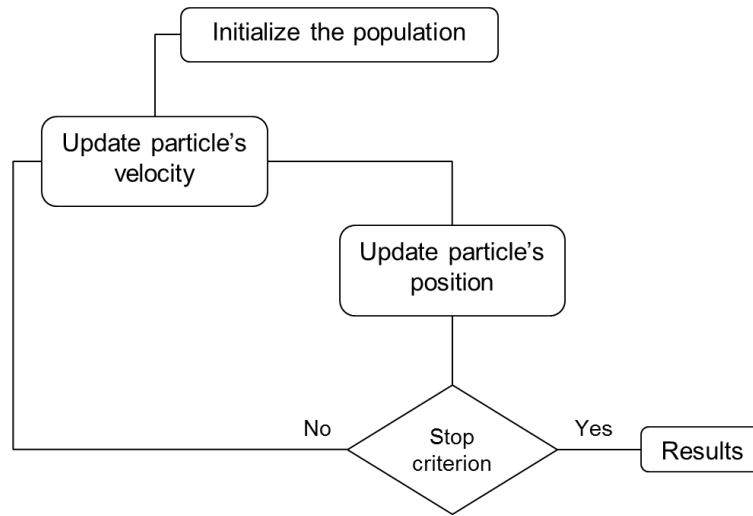 Initialize the population
Update particle's
velocity
Update particle's
position
No
Stop
criterion
Yes
Results